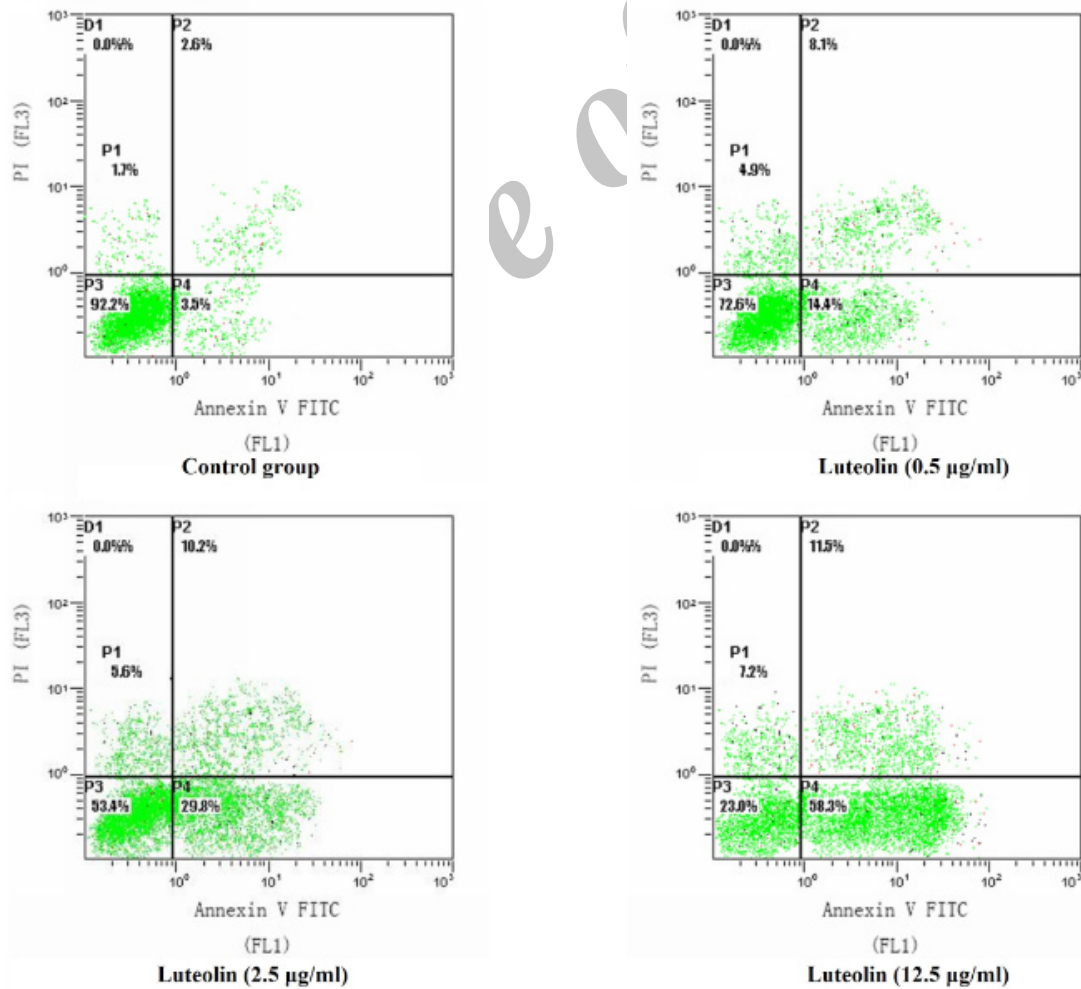 10³
D1
0.0%%
P2
2.6%
10²
PI (FL3)
P1
1.7%
10¹
10⁰
P3
92.2%
P4
3.5%
10⁰ 10¹ 10² 10³
Annexin V FITC
(FL1)
Control group
10³
D1
0.0%%
P2
8.1%
10²
PI (FL3)
P1
4.9%
10¹
10⁰
P3
72.6%
P4
14.4%
10⁰ 10¹ 10² 10³
Annexin V FITC
(FL1)
Luteolin (0.5 µg/ml)
e o
10³
D1
0.0%%
P2
10.2%
10²
PI (FL3)
P1
5.6%
10¹
10⁰
P3
53.4%
P4
29.8%
10⁰ 10¹ 10² 10³
Annexin V FITC
(FL1)
Luteolin (2.5 µg/ml)
10³
D1
0.0%%
P2
11.5%
10²
PI (FL3)
P1
7.2%
10¹
10⁰
P3
23.0%
P4
58.3%
10⁰ 10¹ 10² 10³
Annexin V FITC
(FL1)
Luteolin (12.5 µg/ml)